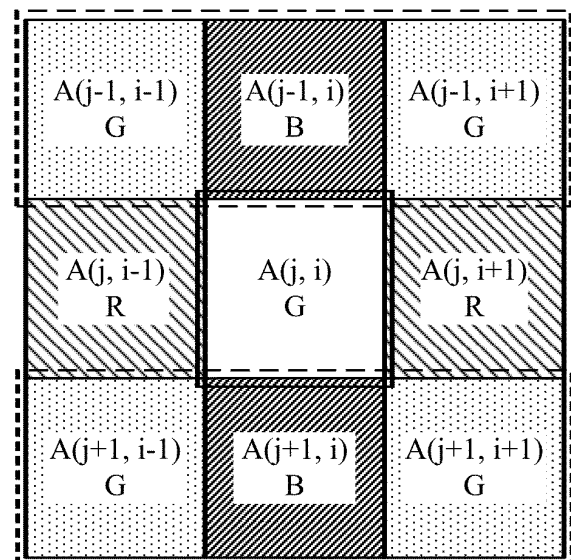 A(j-1, i-1)
G
A(j-1, i)
B
A(j-1, i+1)
G
A(j, i-1)
R
A(j, i)
G
A(j, i+1)
R
A(j+1, i-1)
G
A(j+1, i)
B
A(j+1, i+1)
G